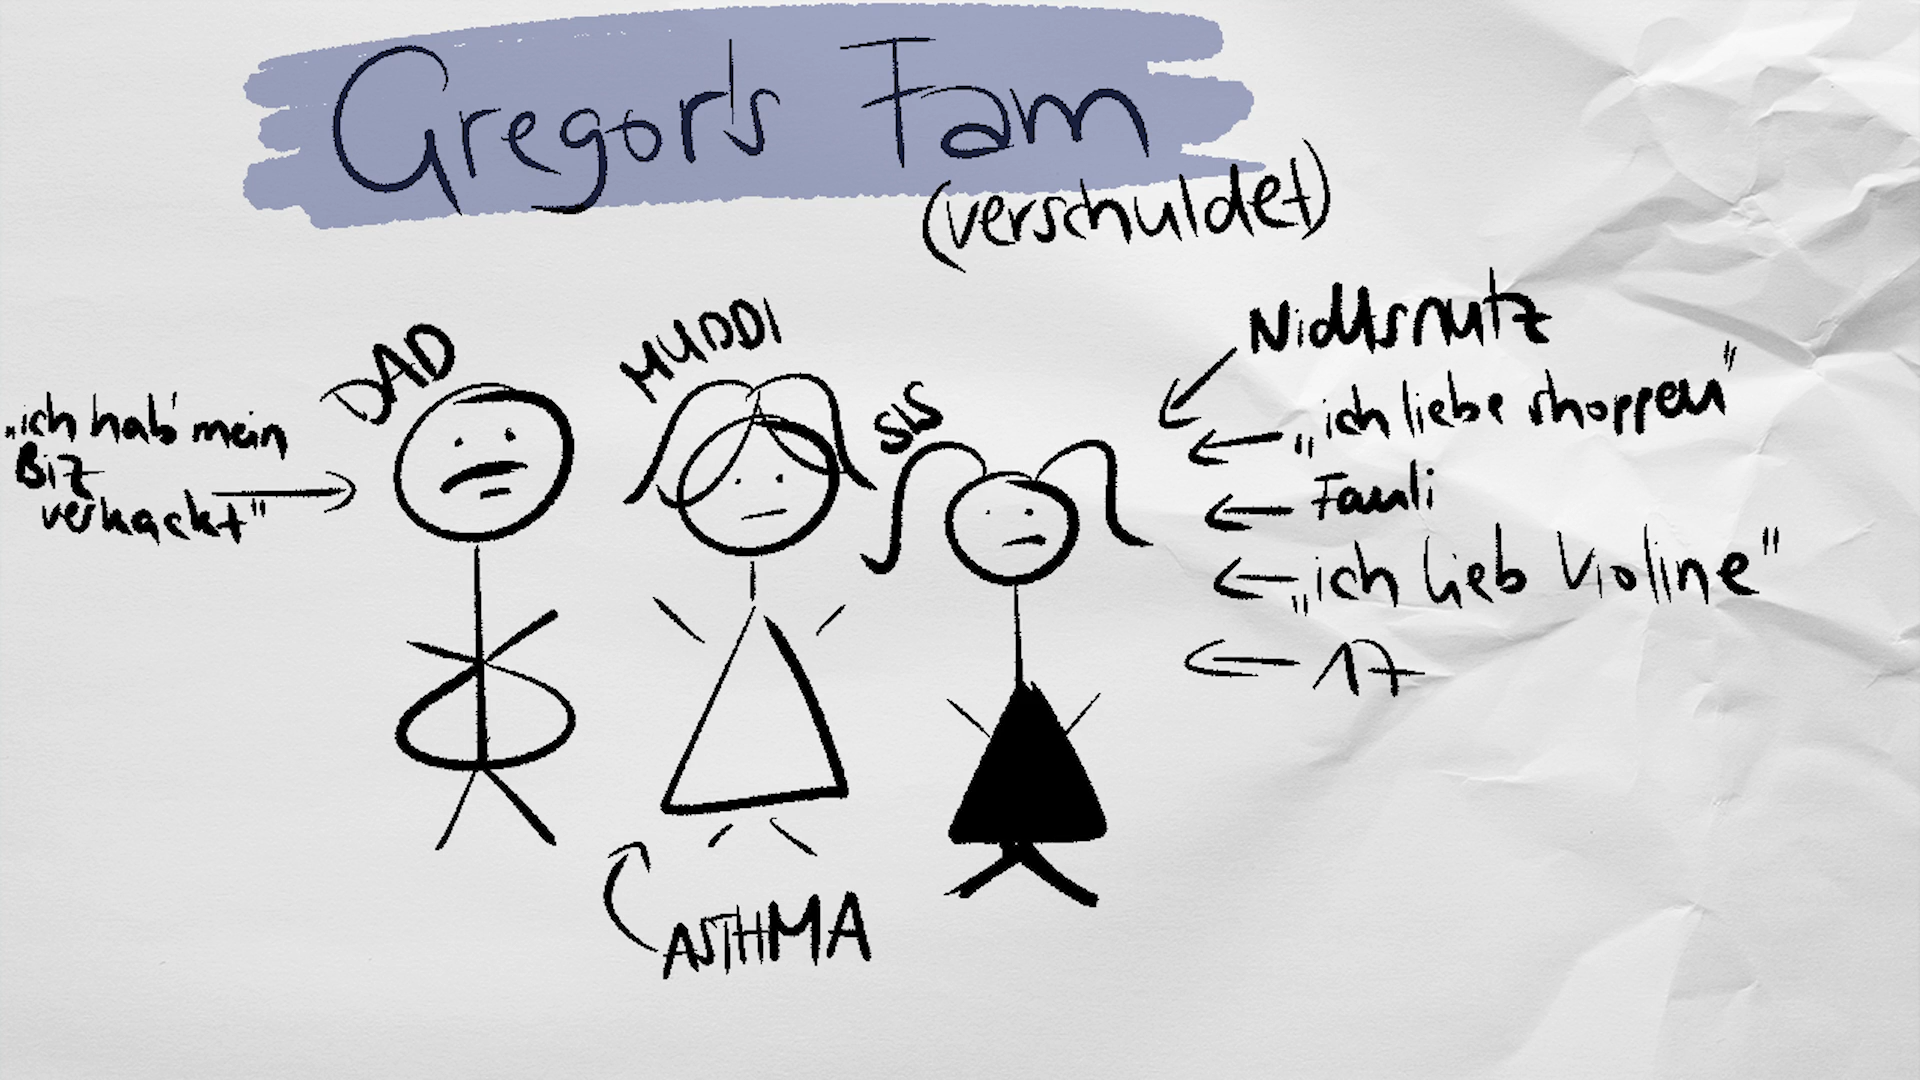 Gregor's Fam
(verschuldet)
DAD
MUDDI
SIS
„ich hab' mein
Biz
verkackt"
Nichtsnutz
„ich liebe shoppen"
Fauli
„ich lieb Violine"
17
ASTHMA